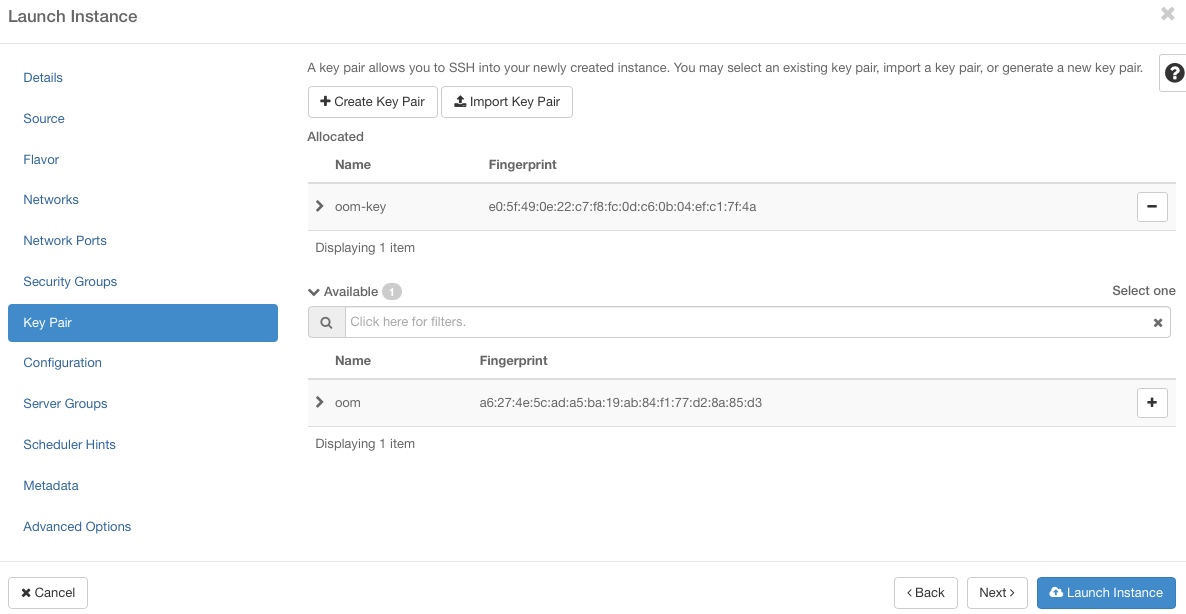 Launch Instance
Details
Source
Flavor
Networks
Network Ports
Security Groups
Key Pair
Configuration
Server Groups
Scheduler Hints
Metadata
Advanced Options
A key pair allows you to SSH into your newly created instance. You may select an existing key pair, import a key pair, or generate a new key pair.
Create Key Pair Import Key Pair
Allocated
Name Fingerprint
oom-key e0:5f:49:0e:22:c7:f8:fc:0d:c6:0b:04:ef:c1:7f:4a
Displaying 1 item
Available 1 Select one
Click here for filters.
Name Fingerprint
oom a6:27:4e:5c:ad:a5:ba:19:ab:84:f1:77:d2:8a:85:d3
Displaying 1 item
Cancel < Back Next > Launch Instance